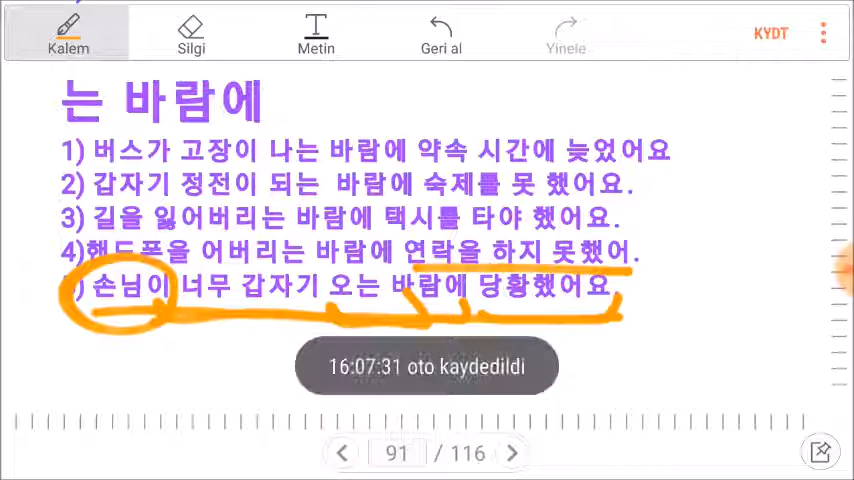 Kalem
Silgi
Metin
Geri al
Yinele
KYDT
는 바람에
1) 버스가 고장이 나는 바람에 약속 시간에 늦었어요
2) 갑자기 정전이 되는 바람에 숙제를 못 했어요.
3) 길을 잃어버리는 바람에 택시를 타야 했어요.
4)핸드폰을 어버리는 바람에 연락을 하지 못했어.
) 손님이 너무 갑자기 오는 바람에 당황했어요.
16:07:31 oto kaydedildi
91 / 116